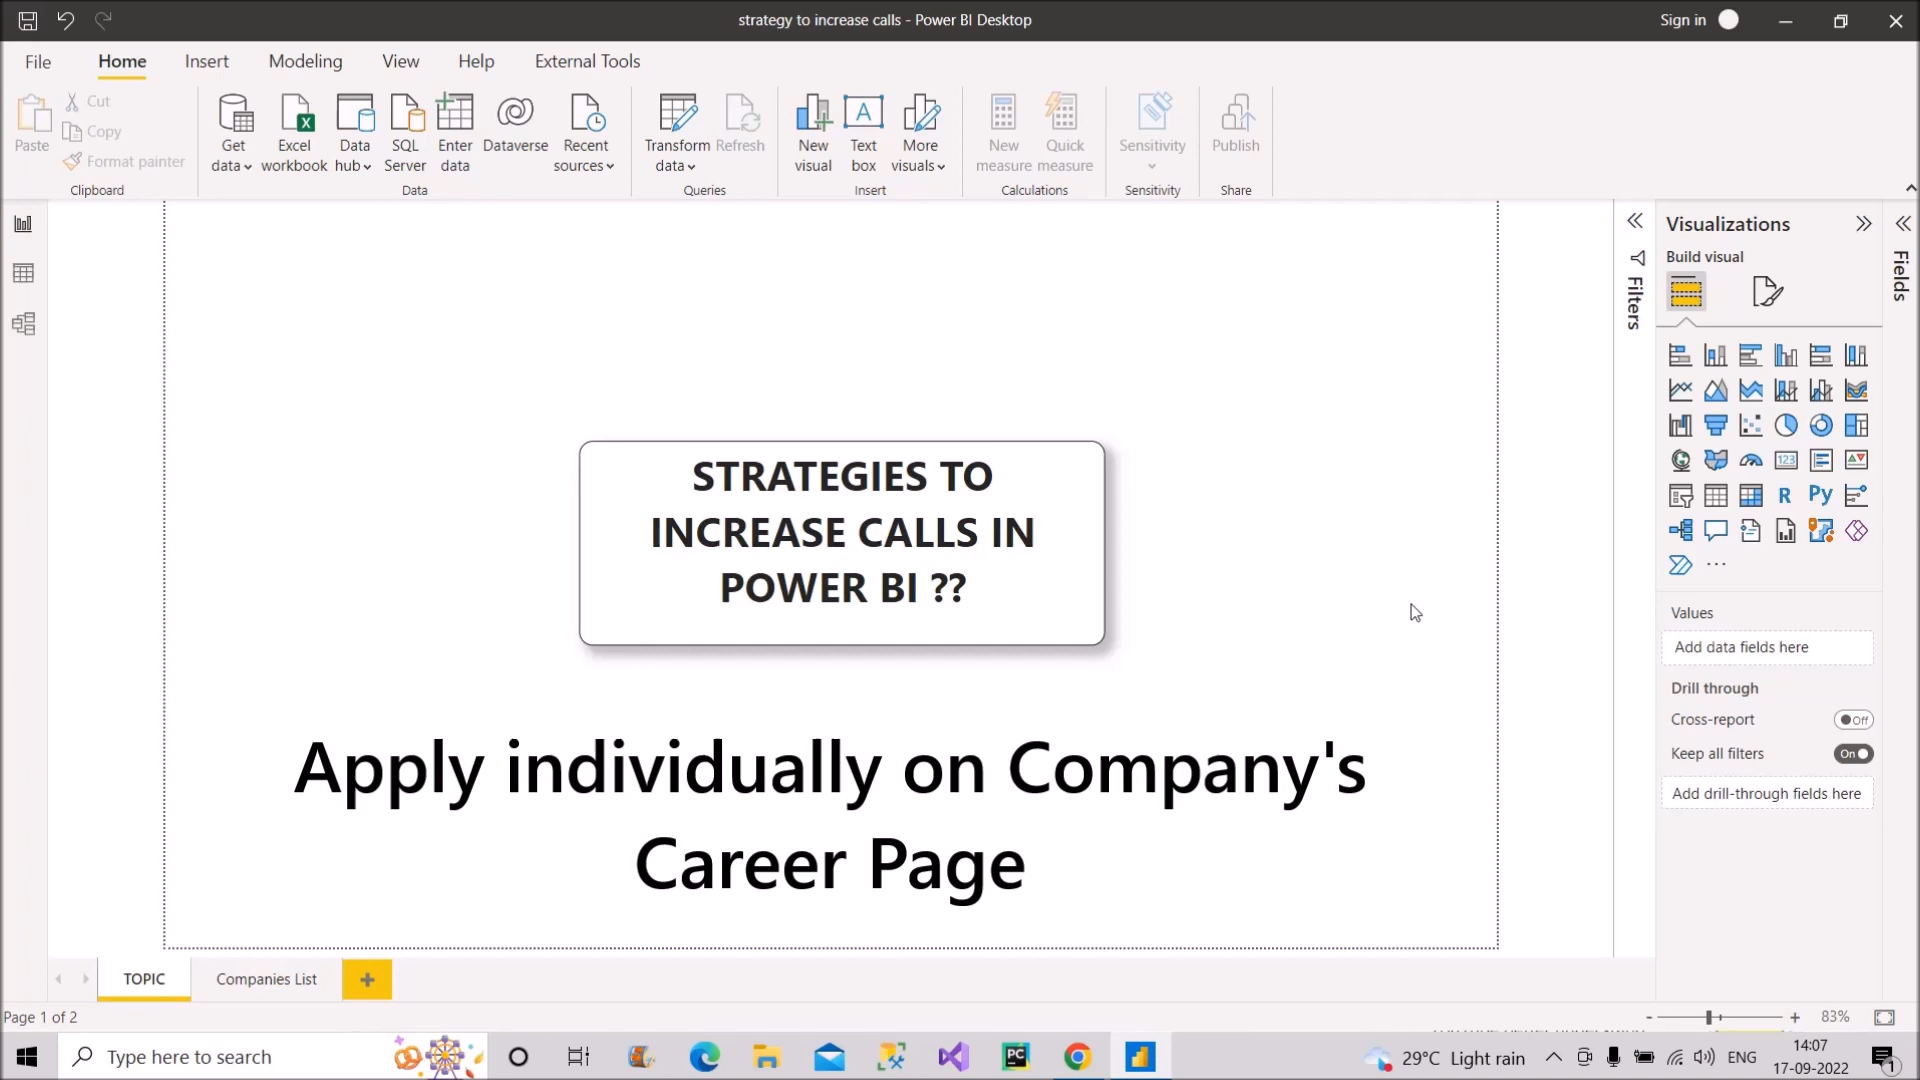 strategy to increase calls - Power BI Desktop
Sign in
File Home Insert Modeling View Help External Tools
Paste
Cut
Copy
Format painter
Clipboard
Get data
Excel workbook
Data hub
SQL Server
Enter data
Dataverse
Recent sources
Data
Transform data
Refresh
Queries
New visual
Text box
More visuals
Insert
New measure
Quick measure
Calculations
Sensitivity
Sensitivity
Publish
Share
STRATEGIES TO
INCREASE CALLS IN
POWER BI ??
Apply individually on Company's
Career Page
Filters
Visualizations
Build visual
Fields
123
R
Py
Values
Add data fields here
Drill through
Cross-report
Off
Keep all filters
On
Add drill-through fields here
TOPIC
Companies List
Page 1 of 2
83%
Type here to search
PC
29°C Light rain
ENG
14:07
17-09-2022
1